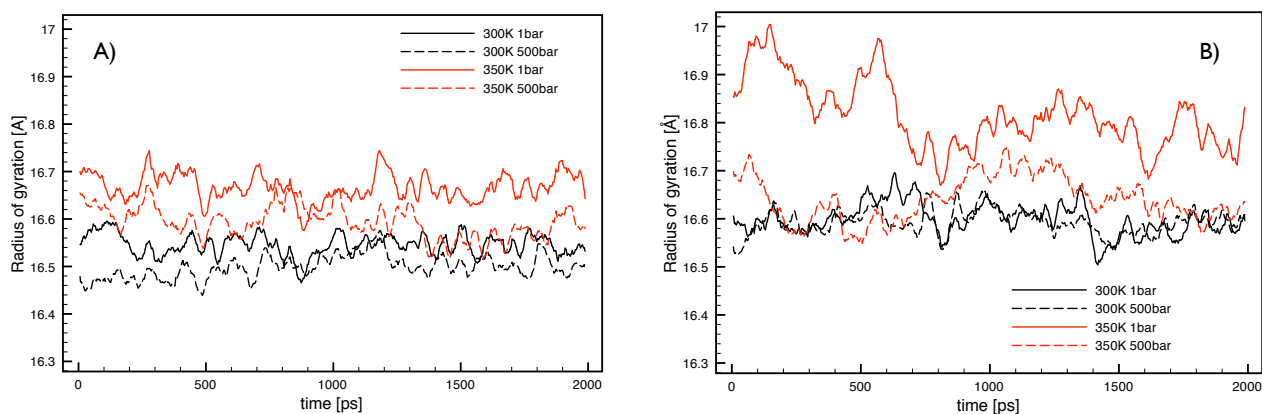 A)
300K 1bar
300K 500bar
350K 1bar
350K 500bar
17
16.9
16.8
16.7
16.6
16.5
16.4
16.3
Radius of gyration [A]
0
500
1000
1500
2000
time [ps]
B)
17
16.9
16.8
16.7
16.6
16.5
16.4
16.3
Radius of gyration [Å]
300K 1bar
300K 500bar
350K 1bar
350K 500bar
0
500
1000
1500
2000
time [ps]